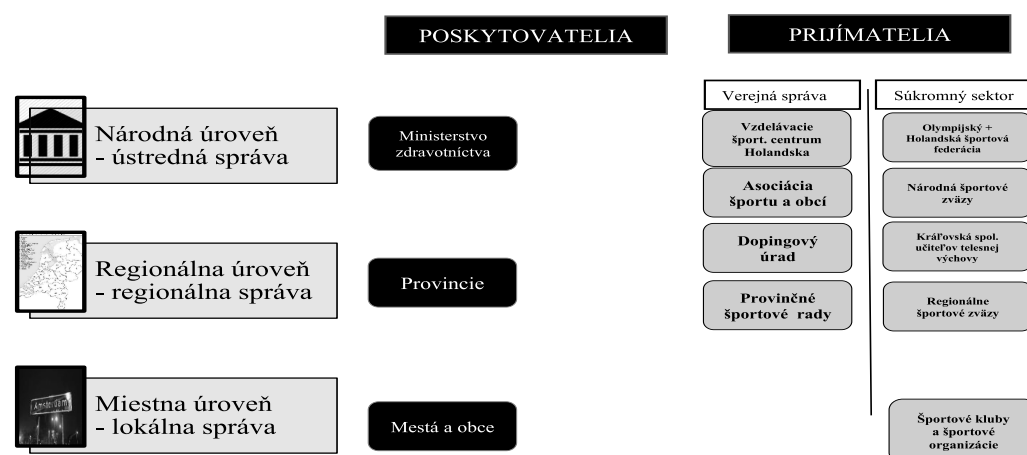 POSKYTOVATELIA
PRIJÍMATELIA
Verejná správa
Súkromný sektor
Národná úroveň
- ústredná správa
Ministerstvo
zdravotníctva
Vzdelávacie
šport. centrum
Holandska
Olympijský +
Holandská športová
federácia
Asociácia
športu a obcí
Národná športové
zväzy
Regionálna úroveň
- regionálna správa
Provincie
Dopingový
úrad
Kráľovská spol.
učiteľov telesnej
výchovy
Provinčné
športové rady
Regionálne
športové zväzy
Amsterdam
Miestna úroveň
- lokálna správa
Mestá a obce
Športové kluby
a športové
organizácie